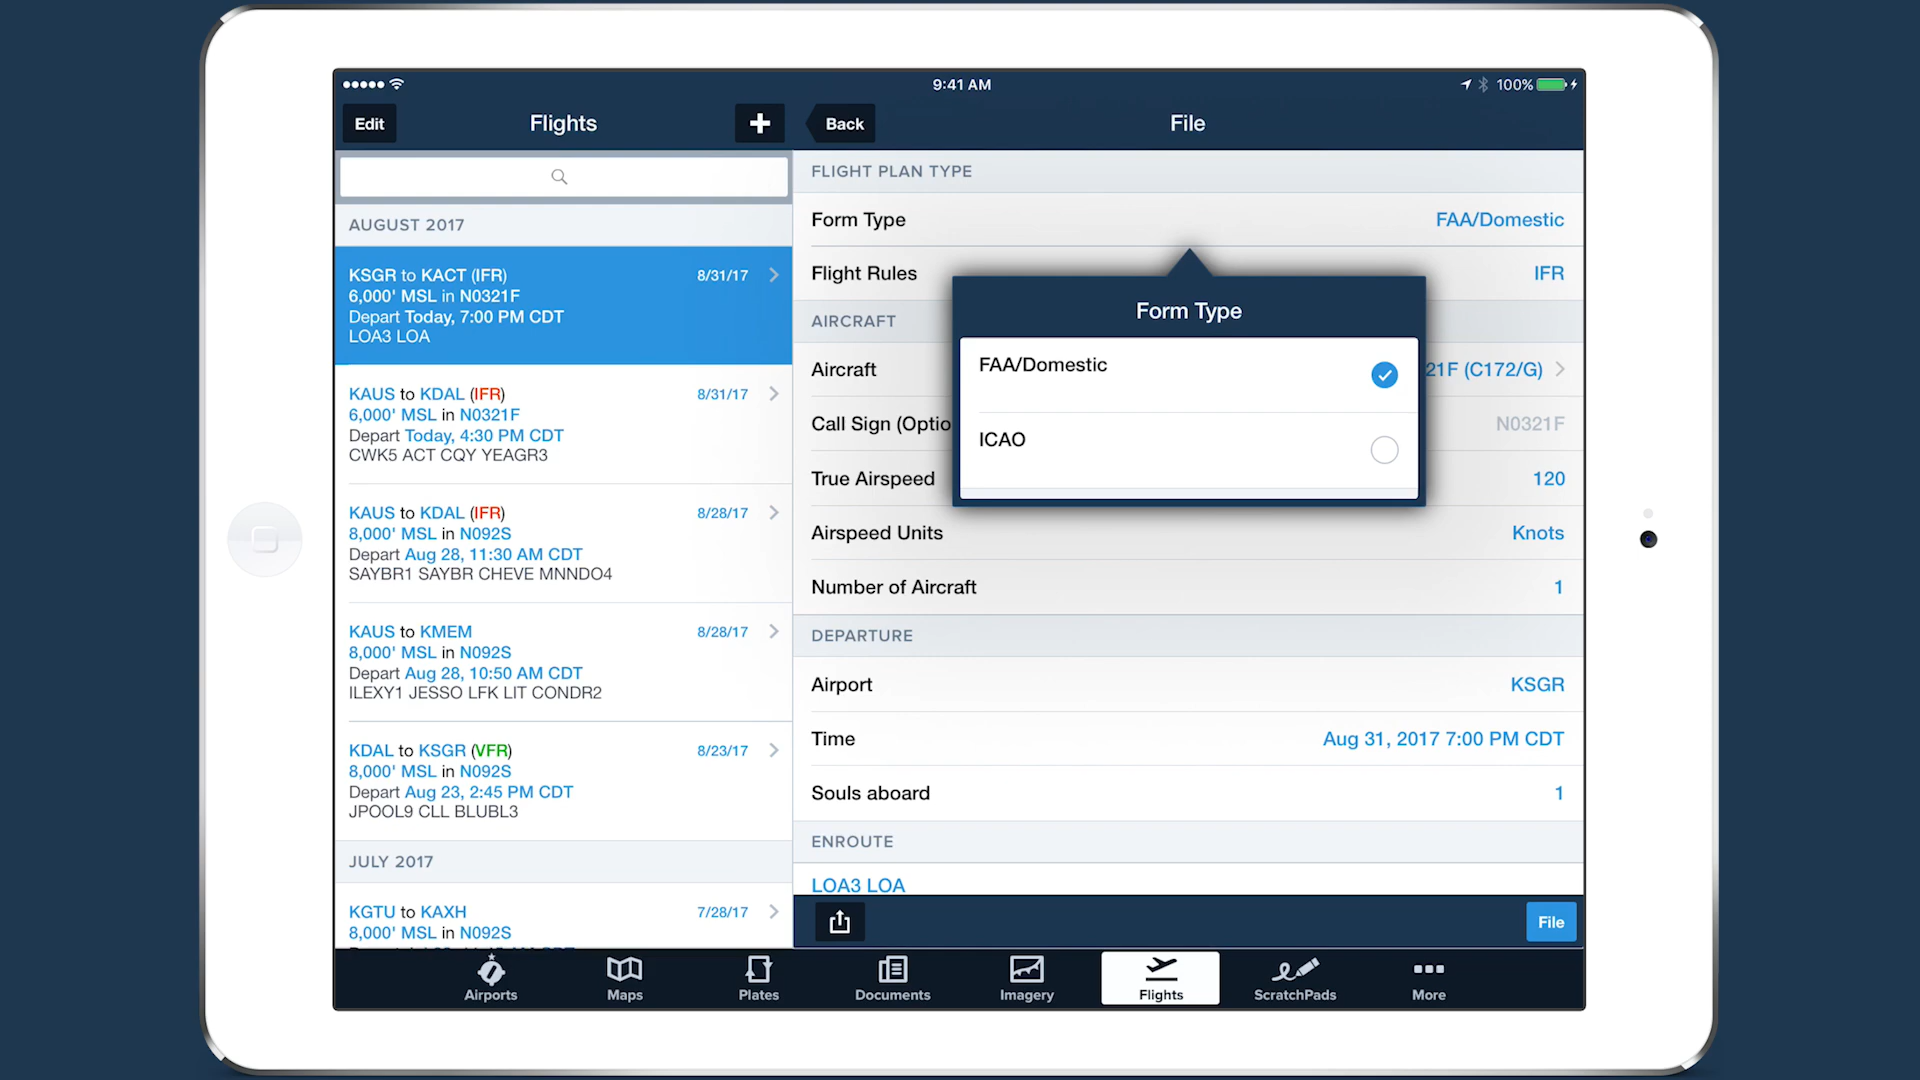 9:41 AM
100%
Edit
Flights
Back
File
AUGUST 2017
KSGR to KACT (IFR)
8/31/17
6,000' MSL in N0321F
Depart Today, 7:00 PM CDT
LOA3 LOA
KAUS to KDAL (IFR)
8/31/17
6,000' MSL in N0321F
Depart Today, 4:30 PM CDT
CWK5 ACT CQY YEAGR3
KAUS to KDAL (IFR)
8/28/17
8,000' MSL in N092S
Depart Aug 28, 11:30 AM CDT
SAYBR1 SAYBR CHEVE MNNDO4
KAUS to KMEM
8/28/17
8,000' MSL in N092S
Depart Aug 28, 10:50 AM CDT
ILEXY1 JESSO LFK LIT CONDR2
KDAL to KSGR (VFR)
8/23/17
8,000' MSL in N092S
Depart Aug 23, 2:45 PM CDT
JPOOL9 CLL BLUBL3
JULY 2017
KGTU to KAXH
7/28/17
8,000' MSL in N092S
FLIGHT PLAN TYPE
Form Type
FAA/Domestic
Flight Rules
IFR
AIRCRAFT
Aircraft
21F (C172/G)
Call Sign (Optio
N0321F
True Airspeed
120
Airspeed Units
Knots
Number of Aircraft
1
DEPARTURE
Airport
KSGR
Time
Aug 31, 2017 7:00 PM CDT
Souls aboard
1
ENROUTE
LOA3 LOA
File
Form Type
FAA/Domestic
ICAO
Airports
Maps
Plates
Documents
Imagery
Flights
ScratchPads
More